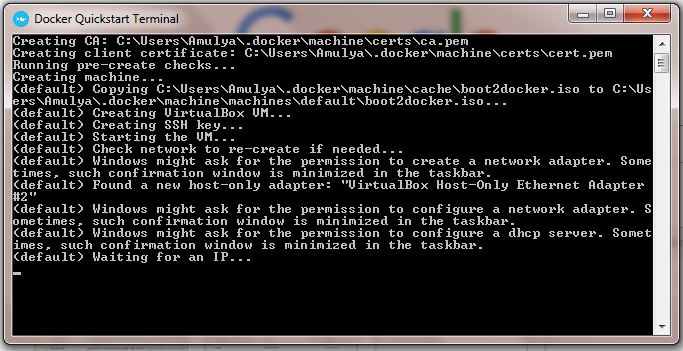 Docker Quickstart Terminal
Creating CA: C:\Users\Amulya\.docker\machine\certs\ca.pem
Creating client certificate: C:\Users\Amulya\.docker\machine\certs\cert.pem
Running pre-create checks...
Creating machine...
(default) Copying C:\Users\Amulya\.docker\machine\cache\boot2docker.iso to C:\Us
ers\Amulya\.docker\machine\machines\default\boot2docker.iso...
(default) Creating VirtualBox VM...
(default) Creating SSH key...
(default) Starting the VM...
(default) Check network to re-create if needed...
(default) Windows might ask for the permission to create a network adapter. Some
times, such confirmation window is minimized in the taskbar.
(default) Found a new host-only adapter: "VirtualBox Host-Only Ethernet Adapter
#2"
(default) Windows might ask for the permission to configure a network adapter. S
ometimes, such confirmation window is minimized in the taskbar.
(default) Windows might ask for the permission to configure a dhcp server. Somet
imes, such confirmation window is minimized in the taskbar.
(default) Waiting for an IP...